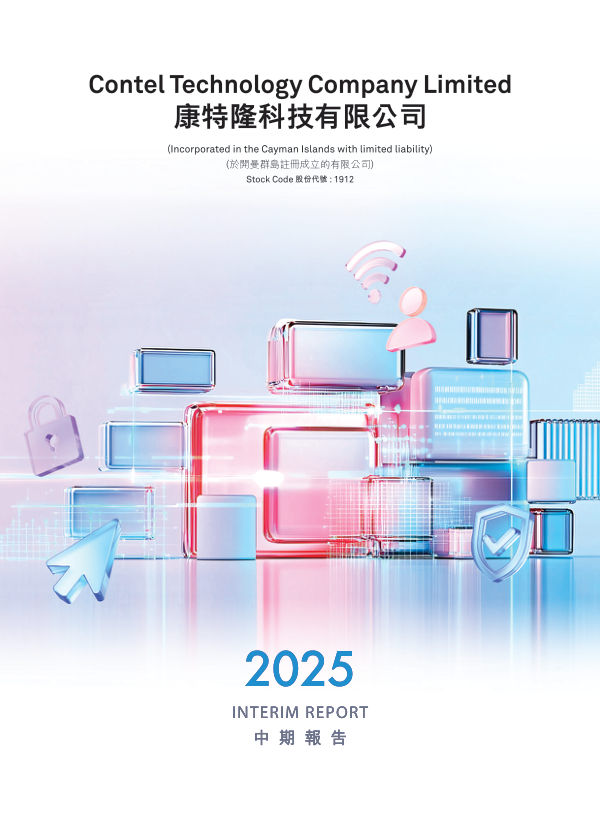 Contel Technology Company Limited
康特隆科技有限公司
(Incorporated in the Cayman Islands with limited liability)
(於開曼群島註冊成立的有限公司)
Stock Code 股份代號 : 1912
2025
INTERIM REPORT
中期報告